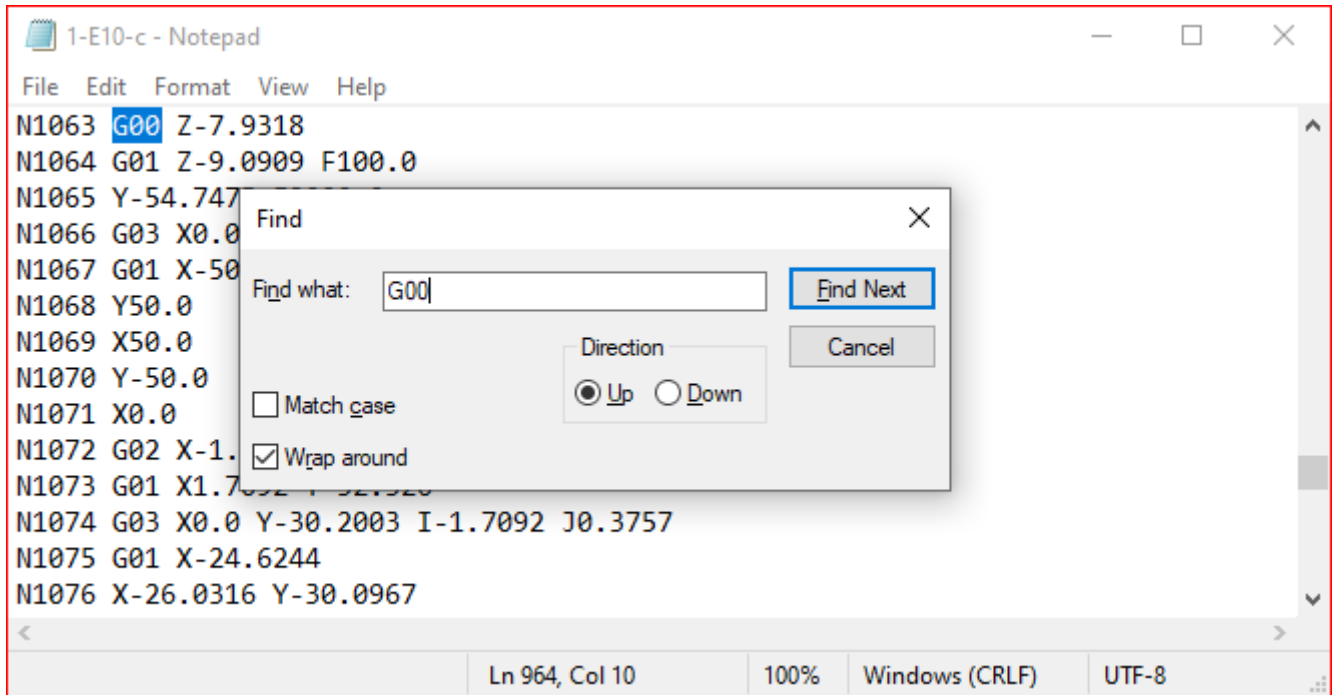 1-E10-c - Notepad
File Edit Format View Help
N1063 G00 Z-7.9318
N1064 G01 Z-9.0909 F100.0
N1065 Y-54.747
N1066 G03 X0.0
N1067 G01 X-50
N1068 Y50.0
N1069 X50.0
N1070 Y-50.0
N1071 X0.0
N1072 G02 X-1.
N1073 G01 X1.7092 Y-32.526
N1074 G03 X0.0 Y-30.2003 I-1.7092 J0.3757
N1075 G01 X-24.6244
N1076 X-26.0316 Y-30.0967
Find
Find what: G00 Find Next
Direction Cancel
Up Down
Match case
Wrap around
Ln 964, Col 10 100% Windows (CRLF) UTF-8